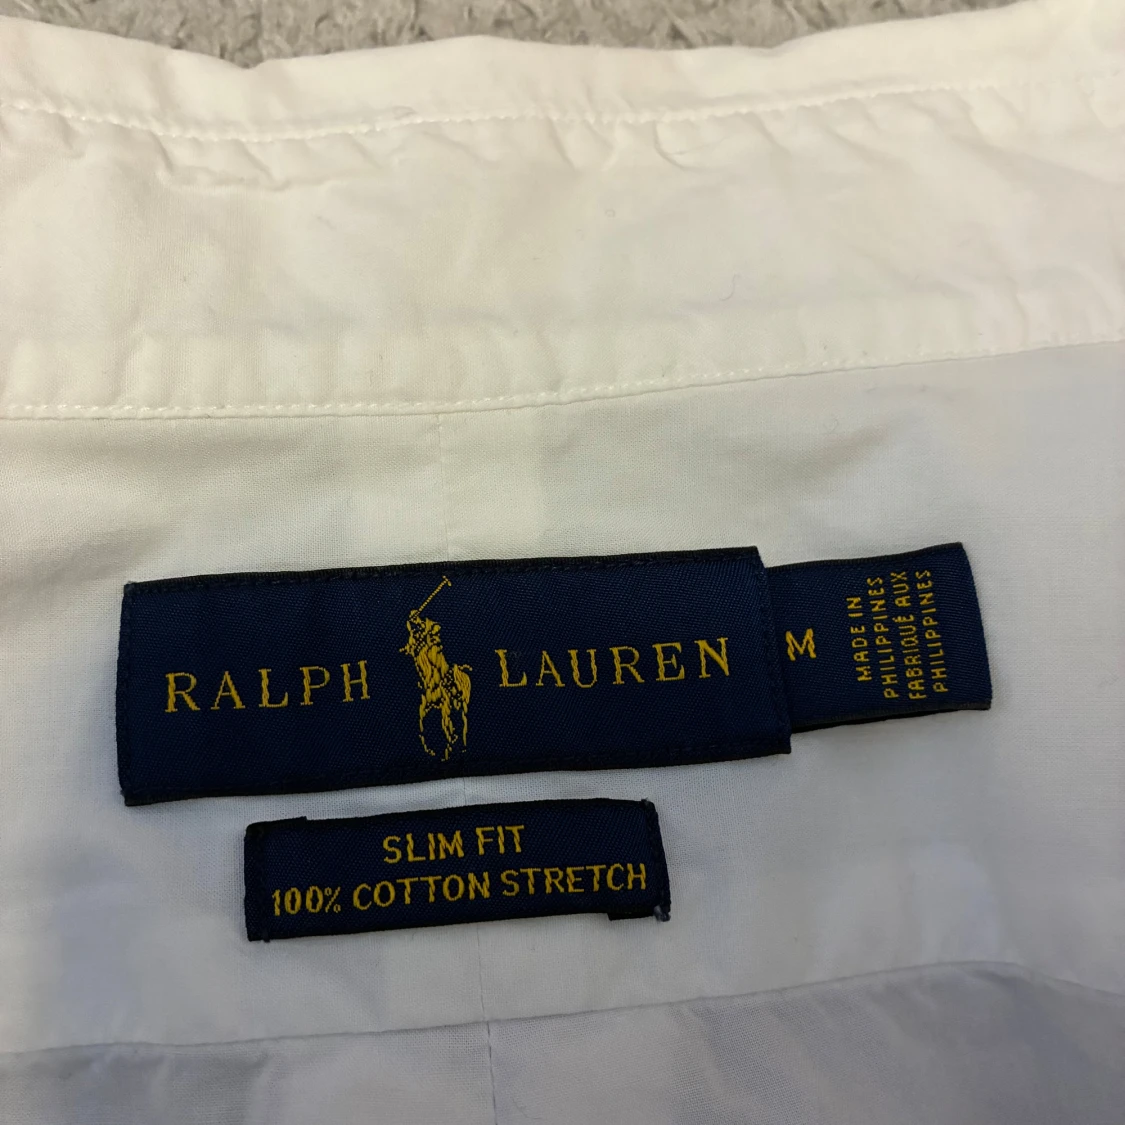 RALPH LAUREN
M
MADE IN
PHILIPPINES
FABRIQUÉ AUX
PHILIPPINES
SLIM FIT
100% COTTON STRETCH